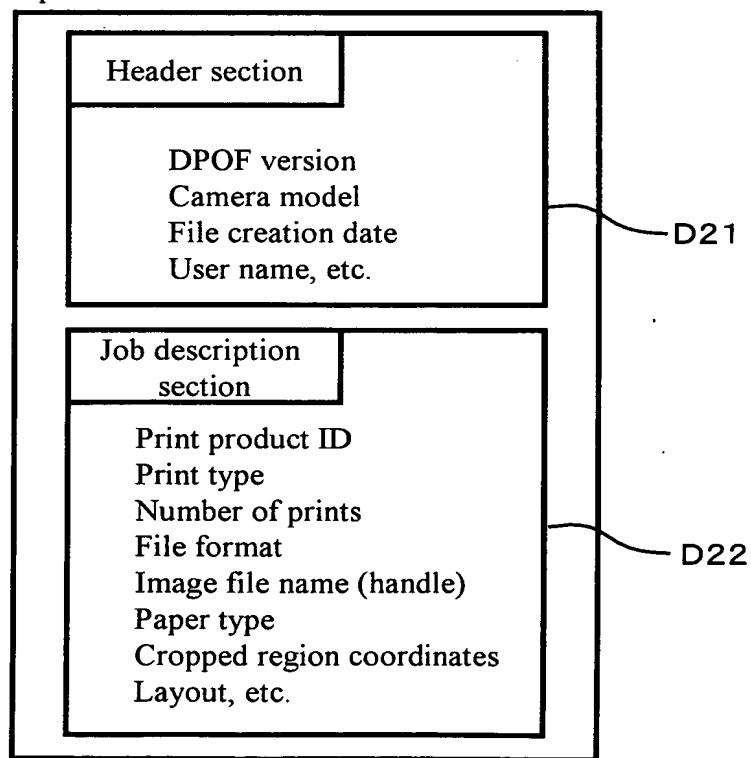 Header section
DPOF version
Camera model
File creation date
User name, etc.
D21
Job description
section
Print product ID
Print type
Number of prints
File format
Image file name (handle)
Paper type
Cropped region coordinates
Layout, etc.
D22